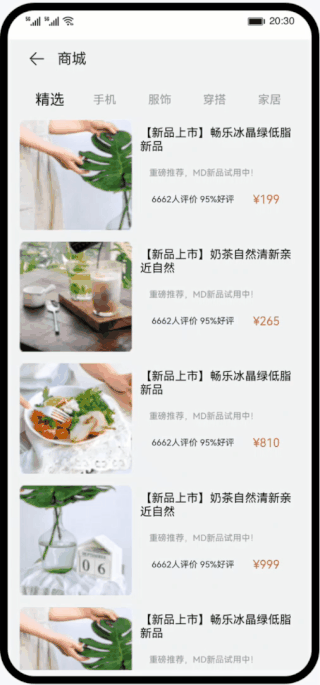 20:30
商城
精选 手机 服饰 穿搭 家居
【新品上市】畅乐冰晶绿低脂
新品
重磅推荐，MD新品试用中！
6662人评价 95%好评 ¥199
【新品上市】奶茶自然清新亲
近自然
重磅推荐，MD新品试用中！
6662人评价 95%好评 ¥265
【新品上市】畅乐冰晶绿低脂
新品
重磅推荐，MD新品试用中！
6662人评价 95%好评 ¥810
【新品上市】奶茶自然清新亲
近自然
重磅推荐，MD新品试用中！
06
6662人评价 95%好评 ¥999
【新品上市】畅乐冰晶绿低脂
新品
重磅推荐，MD新品试用中！